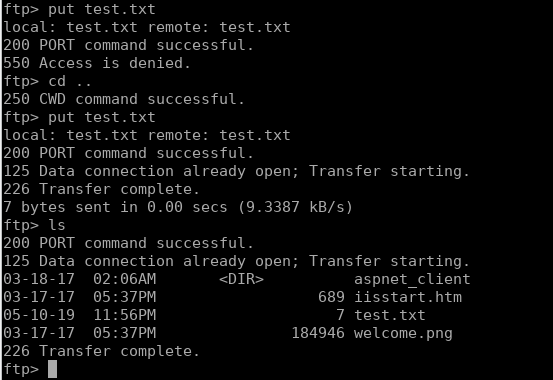 ftp> put test.txt
local: test.txt remote: test.txt
200 PORT command successful.
550 Access is denied.
ftp> cd ..
250 CWD command successful.
ftp> put test.txt
local: test.txt remote: test.txt
200 PORT command successful.
125 Data connection already open; Transfer starting.
226 Transfer complete.
7 bytes sent in 0.00 secs (9.3387 kB/s)
ftp> ls
200 PORT command successful.
125 Data connection already open; Transfer starting.
03-18-17  02:06AM       <DIR>          aspnet_client
03-17-17  05:37PM                  689 iisstart.htm
05-10-19  11:56PM                    7 test.txt
03-17-17  05:37PM               184946 welcome.png
226 Transfer complete.
ftp>